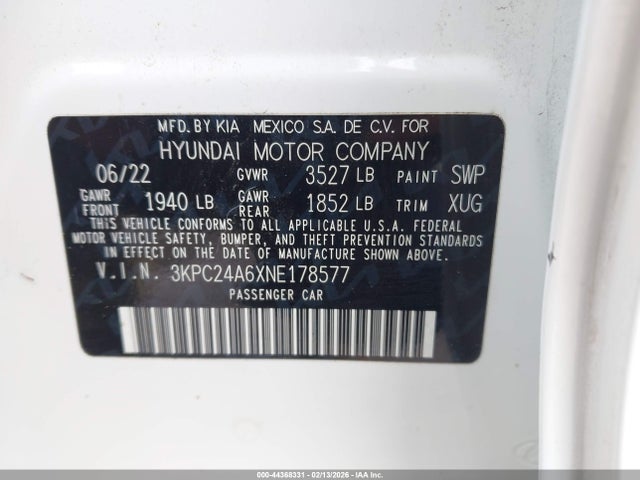 MFD. BY KIA MEXICO S.A. DE C.V. FOR
HYUNDAI MOTOR COMPANY
06/22 GVWR 3527 LB PAINT SWP
GAWR FRONT 1940 LB GAWR REAR 1852 LB TRIM XUG
THIS VEHICLE CONFORMS TO ALL APPLICABLE U.S.A. FEDERAL
MOTOR VEHICLE SAFETY, BUMPER, AND THEFT PREVENTION STANDARDS
IN EFFECT ON THE DATE OF MANUFACTURE SHOWN ABOVE.
V.I.N. 3KPC24A6XNE178577
PASSENGER CAR
000-44368331 - 02/13/2026 - IAAC